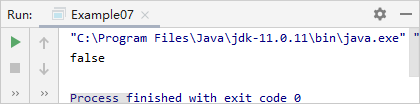 Run: Example07
"C:\Program Files\Java\jdk-11.0.11\bin\java.exe" "
false
Process finished with exit code 0